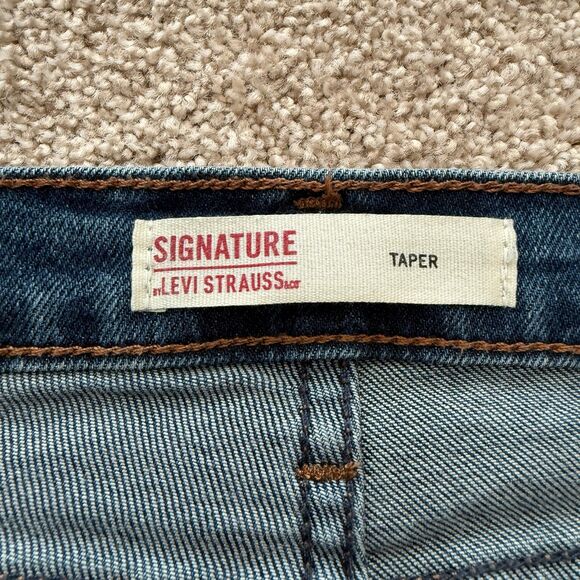 SIGNATURE
BY LEVI STRAUSS &CO
TAPER